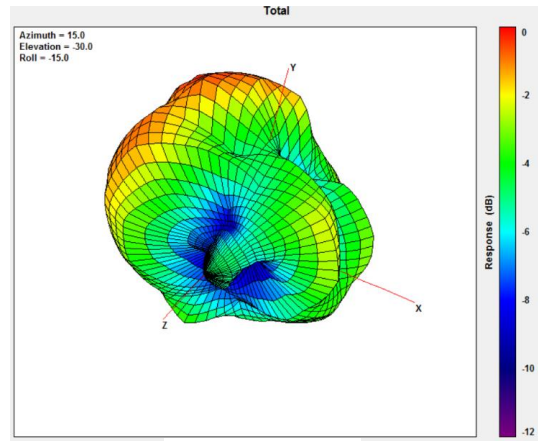 Total
Azimuth = 15.0
Elevation = -30.0
Roll = -15.0
Y
X
Z
0
-2
-4
-6
-8
-10
-12
Response (dB)